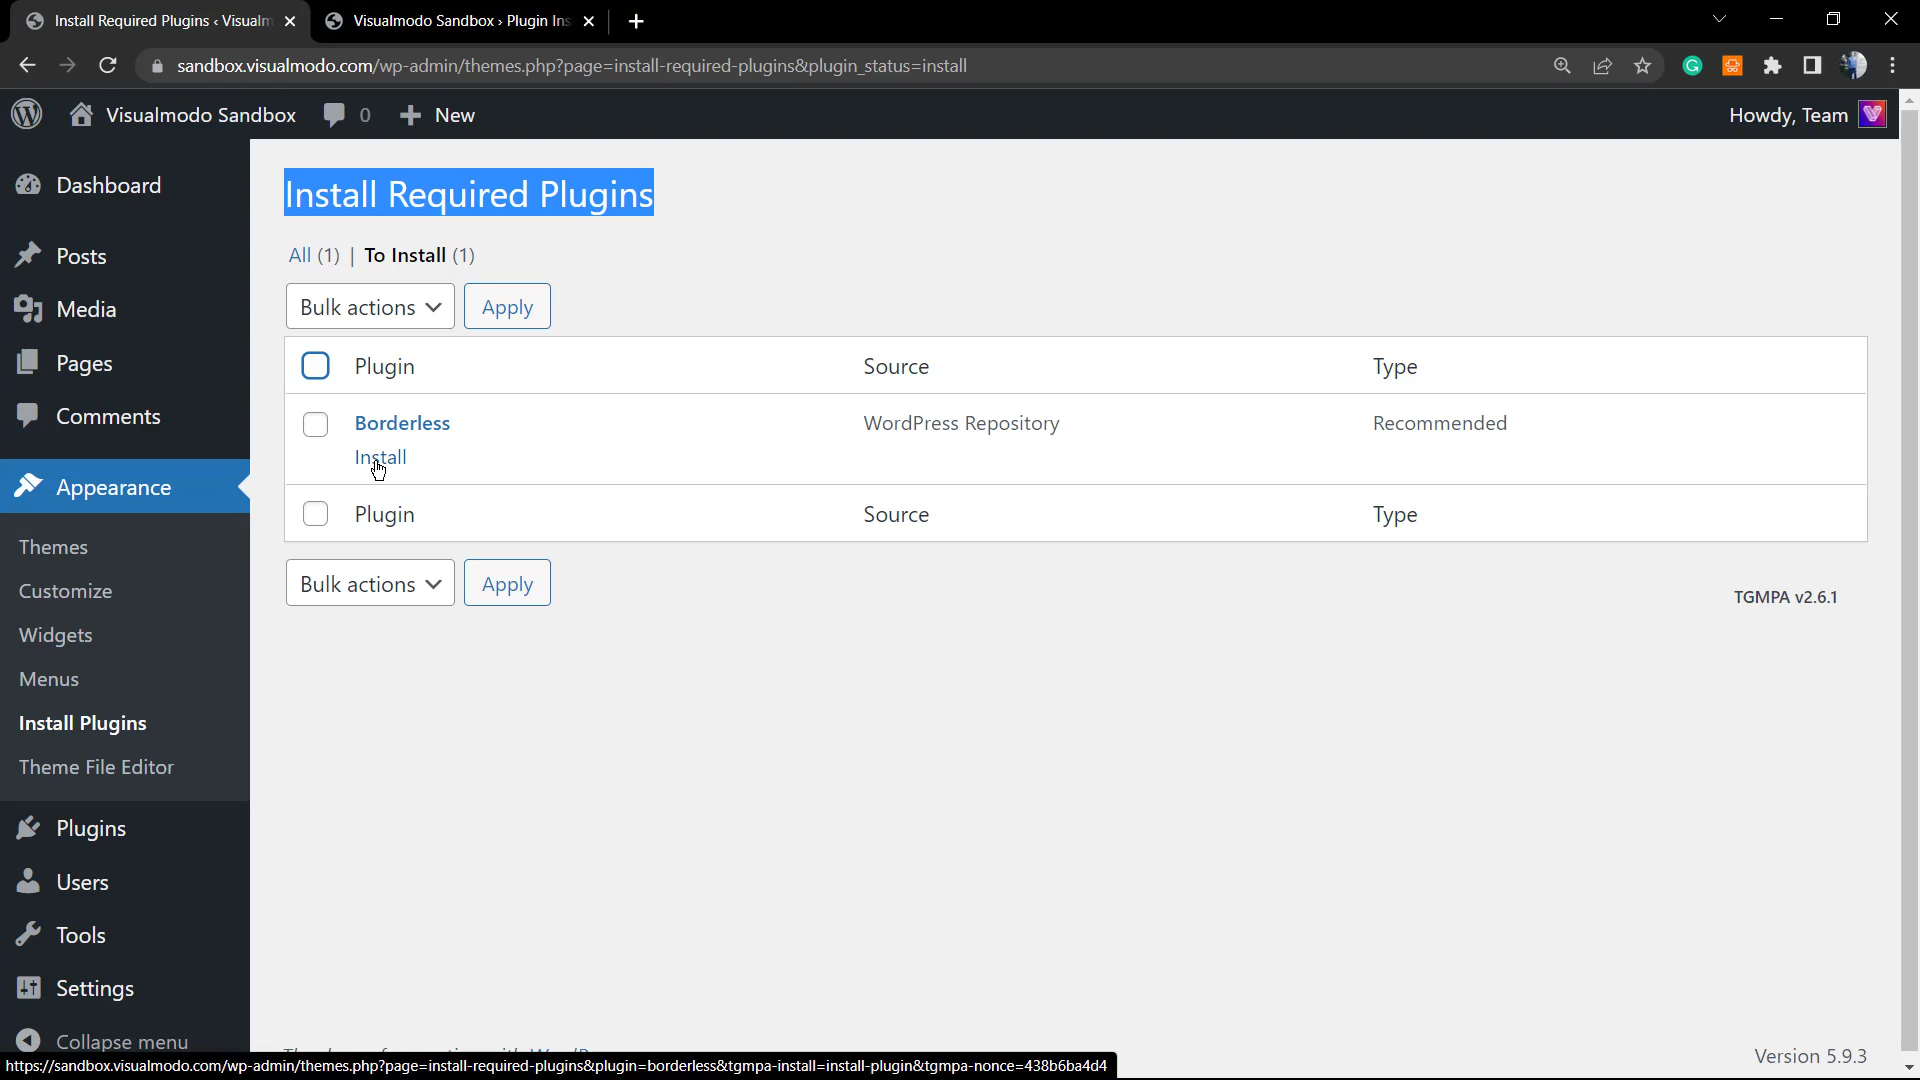 Install Required Plugins ‹ Visualm
Visualmodo Sandbox › Plugin Ins
sandbox.visualmodo.com/wp-admin/themes.php?page=install-required-plugins&plugin_status=install
Visualmodo Sandbox 0 New
Howdy, Team
Dashboard
Posts
Media
Pages
Comments
Appearance
Themes
Customize
Widgets
Menus
Install Plugins
Theme File Editor
Plugins
Users
Tools
Settings
Collapse menu
Install Required Plugins
All (1) | To Install (1)
Bulk actions Apply
Plugin Source Type
Borderless WordPress Repository Recommended
Install
Plugin Source Type
Bulk actions Apply
TGMPA v2.6.1
Version 5.9.3
https://sandbox.visualmodo.com/wp-admin/themes.php?page=install-required-plugins&plugin=borderless&tgmpa-install=install-plugin&tgmpa-nonce=438b6ba4d4